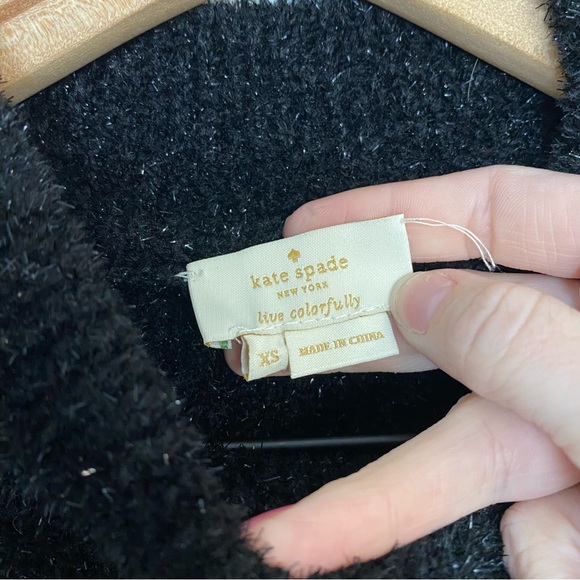 kate spade
NEW YORK
live colorfully
XS
MADE IN CHINA